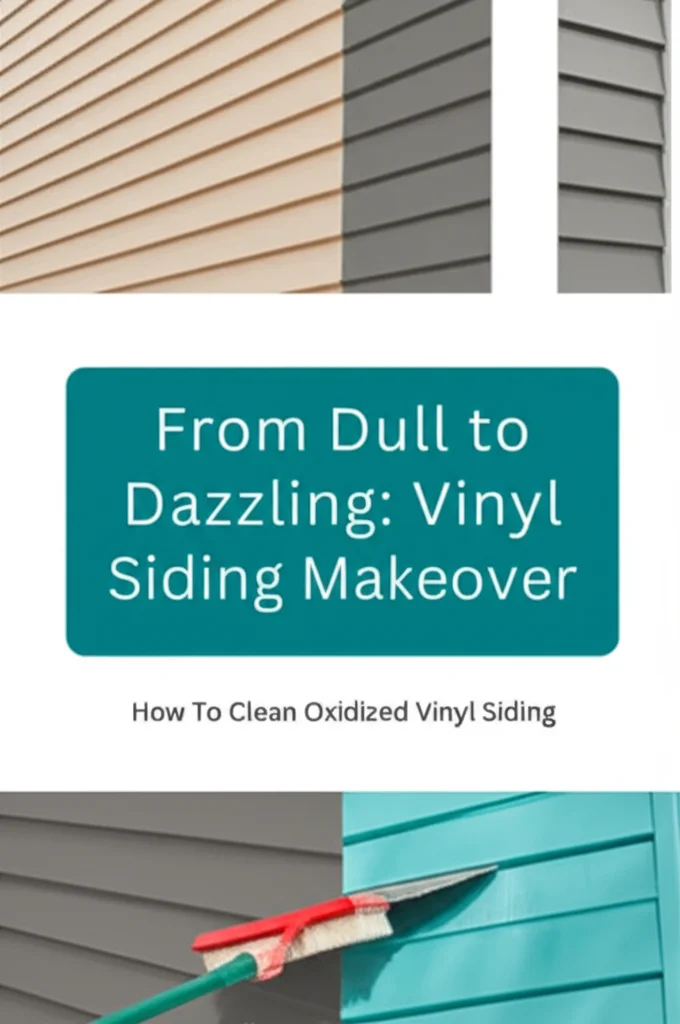 From Dull to
Dazzling: Vinyl
Siding Makeover
How To Clean Oxidized Vinyl Siding